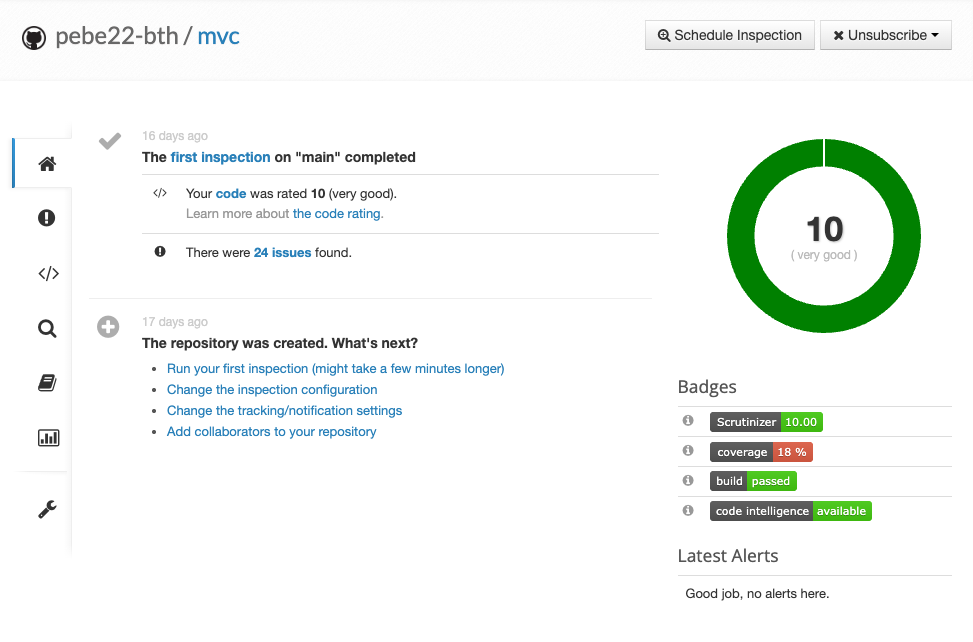 pebe22-bth / mvc
Schedule Inspection
Unsubscribe
16 days ago
The first inspection on "main" completed
Your code was rated 10 (very good).
Learn more about the code rating.
There were 24 issues found.
17 days ago
The repository was created. What's next?
Run your first inspection (might take a few minutes longer)
Change the inspection configuration
Change the tracking/notification settings
Add collaborators to your repository
10
( very good )
Badges
Scrutinizer 10.00
coverage 18 %
build passed
code intelligence available
Latest Alerts
Good job, no alerts here.